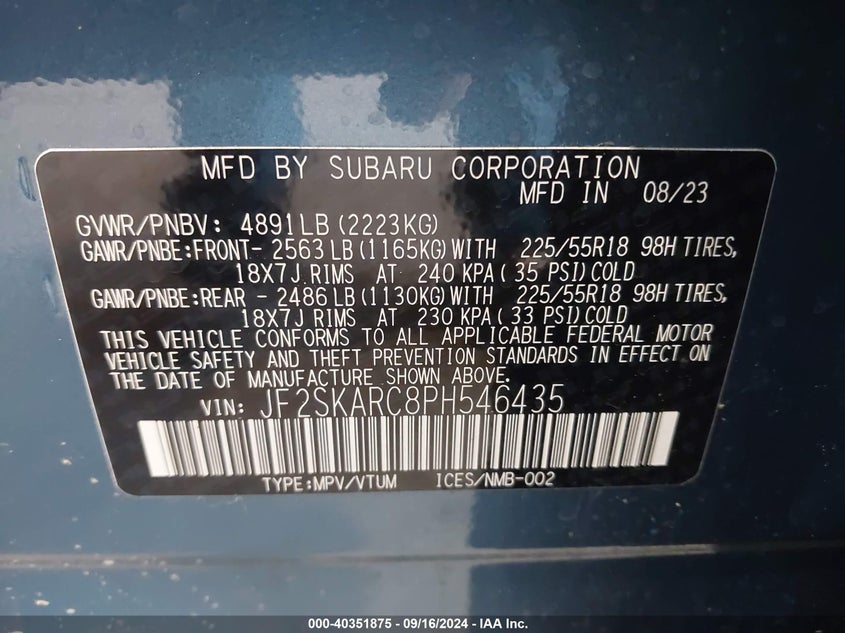 MFD BY SUBARU CORPORATION
MFD IN 08/23
GVWR/PNBV: 4891LB(2223KG)
GAWR/PNBE:FRONT- 2563LB(1165KG)WITH 225/55R18 98H TIRES,
18X7J RIMS AT 240 KPA(35 PSI)COLD
GAWR/PNBE:REAR - 2486LB(1130KG)WITH 225/55R18 98H TIRES,
18X7J RIMS AT 230 KPA(33 PSI)COLD
THIS VEHICLE CONFORMS TO ALL APPLICABLE FEDERAL MOTOR
VEHICLE SAFETY AND THEFT PREVENTION STANDARDS IN EFFECT ON
THE DATE OF MANUFACTURE SHOWN ABOVE.
VIN: JF2SKARC8PH546435
TYPE:MPV/VTUM ICES/NMB-002
000-40351875 - 09/16/2024 - IAA Inc.